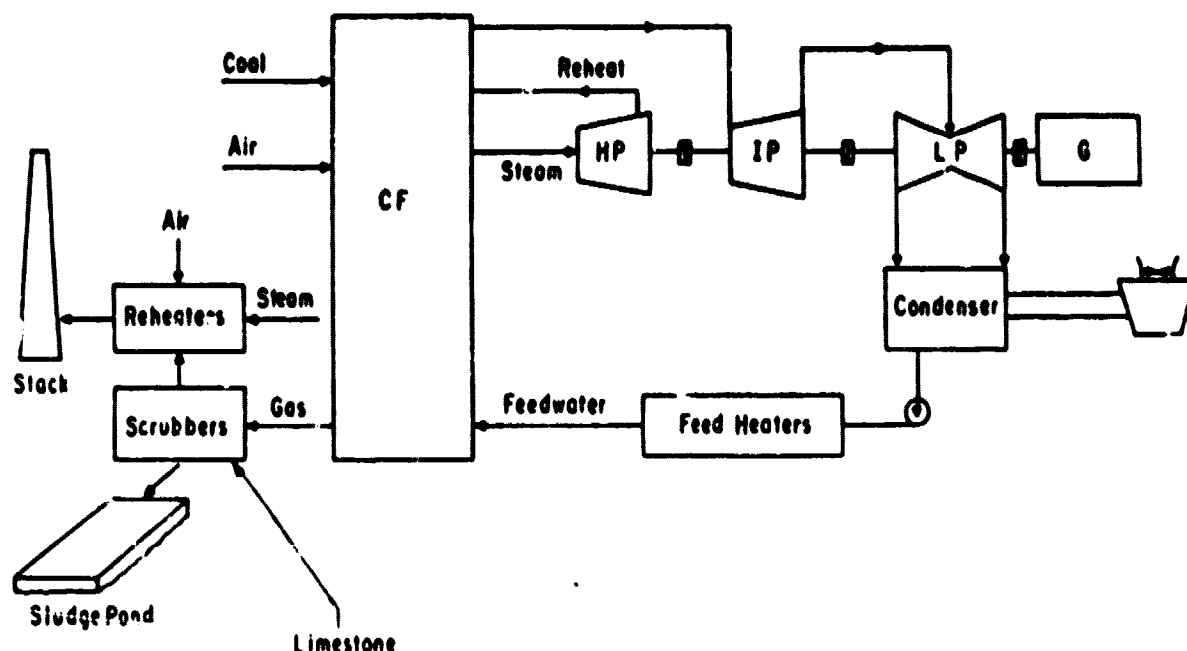 Coal
Reheat
Air
HP
IP
LP
G
Steam
CF
Air
Steam
Reheaters
Condenser
Stack
Gas
Feedwater
Scrubbers
Feed Heaters
Sludge Pond
Limestone